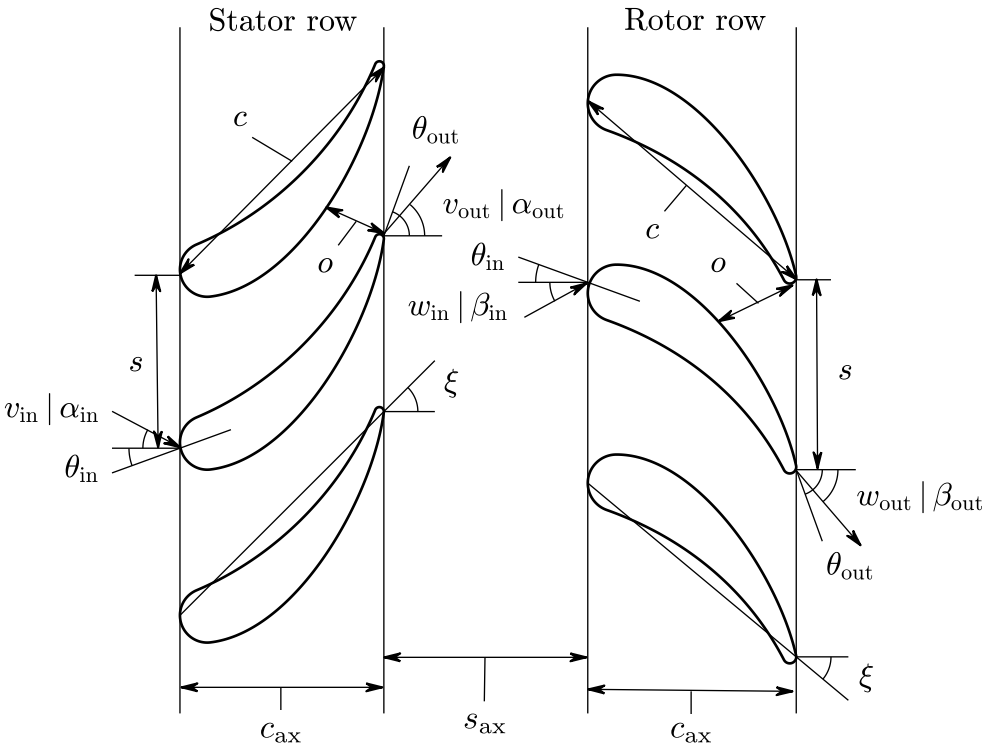 Stator row
Rotor row
c
θout
vout | αout
o
s
vin | αin
θin
ξ
cax
sax
c
θin
win | βin
o
s
wout | βout
θout
ξ
cax